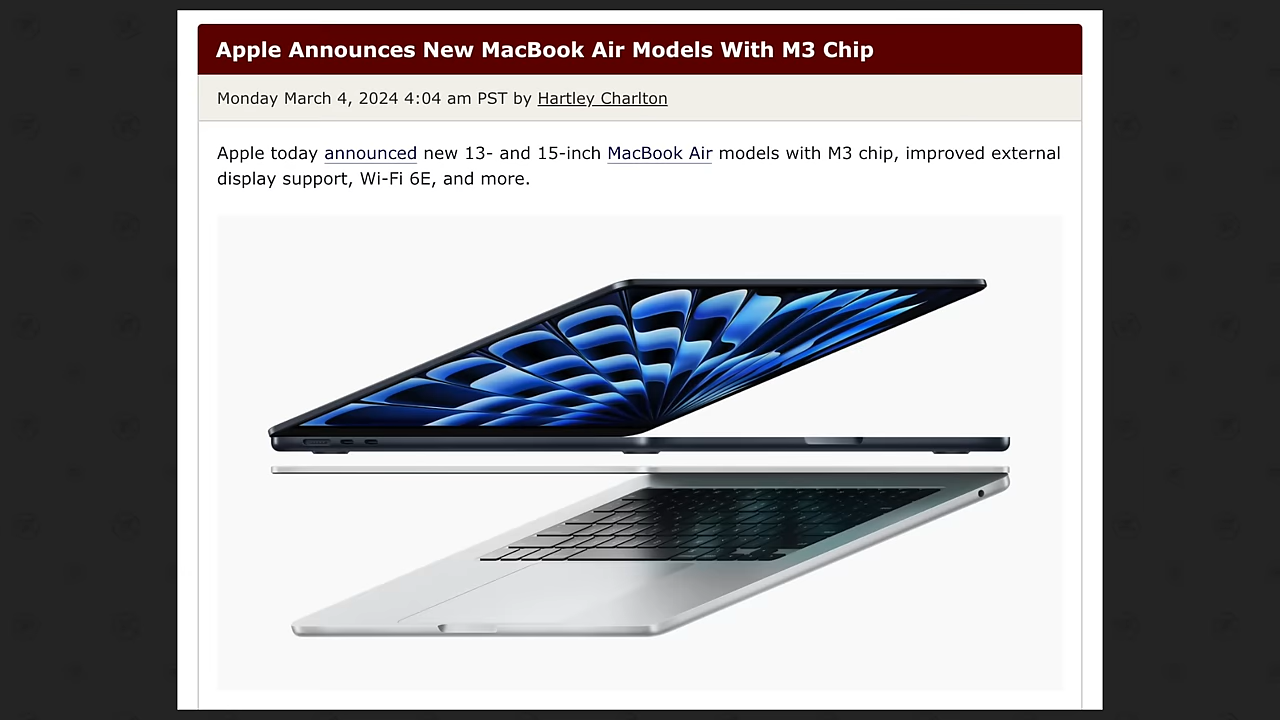 Apple Announces New MacBook Air Models With M3 Chip
Monday March 4, 2024 4:04 am PST by Hartley Charlton
Apple today announced new 13- and 15-inch MacBook Air models with M3 chip, improved external
display support, Wi-Fi 6E, and more.